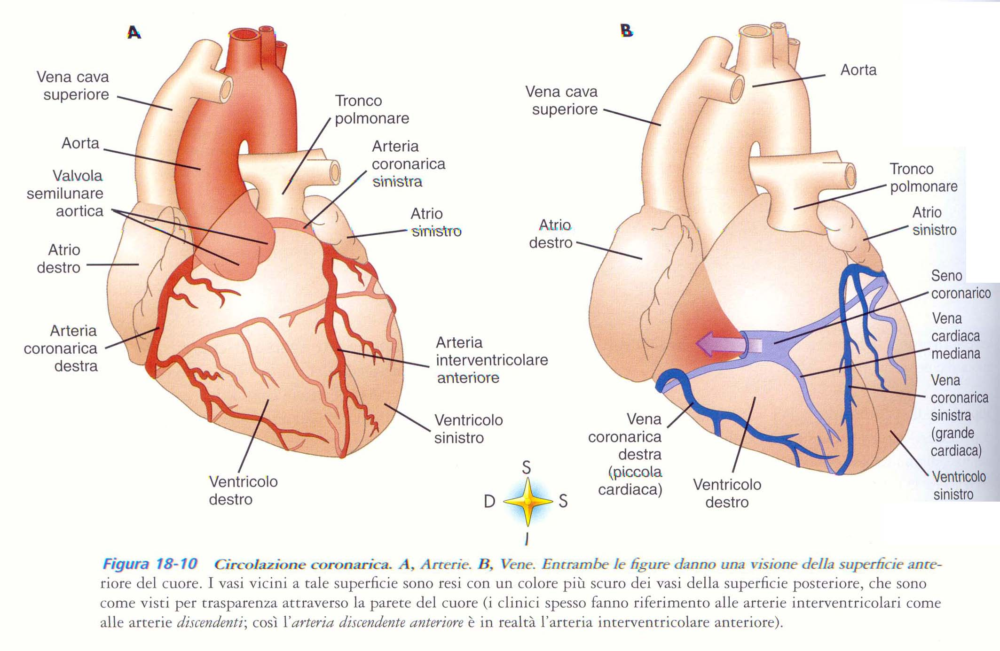 A
Vena cava
superiore
Aorta
Valvola
semilunare
aortica
Atrio
destro
Arteria
coronarica
destra
Tronco
polmonare
Arteria
coronarica
sinistra
Atrio
sinistro
Arteria
interventricolare
anteriore
Ventricolo
sinistro
Ventricolo
destro
B
Vena cava
superiore
Atrio
destro
Vena
coronarica
destra
(piccola
cardiaca)
Ventricolo
destro
Aorta
Tronco
polmonare
Atrio
sinistro
Seno
coronarico
Vena
cardiaca
mediana
Vena
coronarica
sinistra
(grande
cardiaca)
Ventricolo
sinistro
S
D S
I
Figura 18-10 Circolazione coronarica. A, Arterie. B, Vene. Entrambe le figure danno una visione della superficie ante-
riore del cuore. I vasi vicini a tale superficie sono resi con un colore più scuro dei vasi della superficie posteriore, che sono
come visti per trasparenza attraverso la parete del cuore (i clinici spesso fanno riferimento alle arterie interventricolari come
alle arterie discendenti; così l'arteria discendente anteriore è in realtà l'arteria interventricolare anteriore).